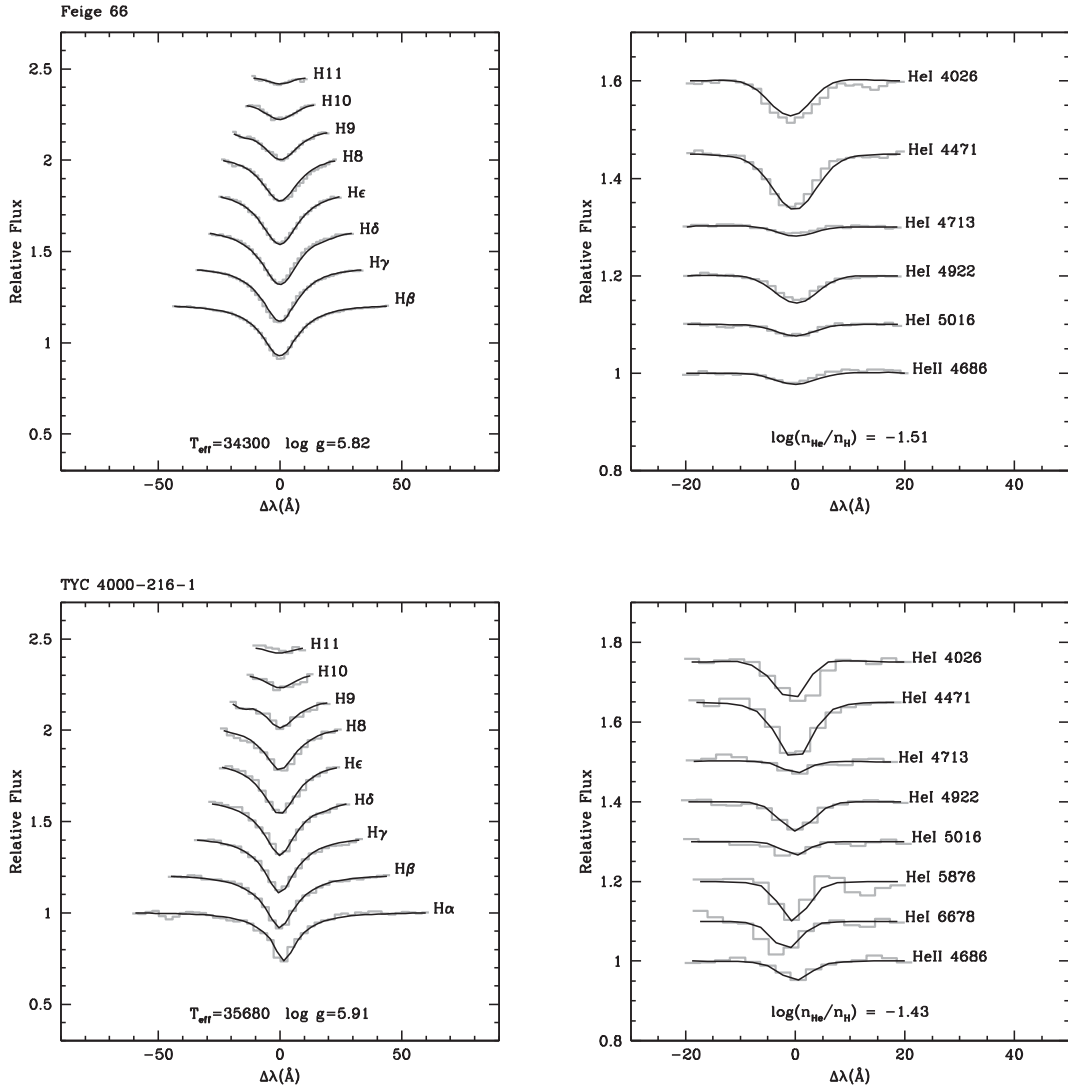 Feige 66
Relative Flux
2.5
2
1.5
1
0.5
H11
H10
H9
H8
Hϵ
Hδ
Hγ
Hβ
T_eff=34300 log g=5.82
−50 0 50
Δλ(Å)
Relative Flux
1.6
1.4
1.2
1
0.8
HeI 4026
HeI 4471
HeI 4713
HeI 4922
HeI 5016
HeII 4686
log(n_He/n_H) = −1.51
−20 0 20 40
Δλ(Å)
TYC 4000−216−1
Relative Flux
2.5
2
1.5
1
0.5
H11
H10
H9
H8
Hϵ
Hδ
Hγ
Hβ
Hα
T_eff=35680 log g=5.91
−50 0 50
Δλ(Å)
Relative Flux
1.8
1.6
1.4
1.2
1
0.8
HeI 4026
HeI 4471
HeI 4713
HeI 4922
HeI 5016
HeI 5876
HeI 6678
HeII 4686
log(n_He/n_H) = −1.43
−20 0 20 40
Δλ(Å)